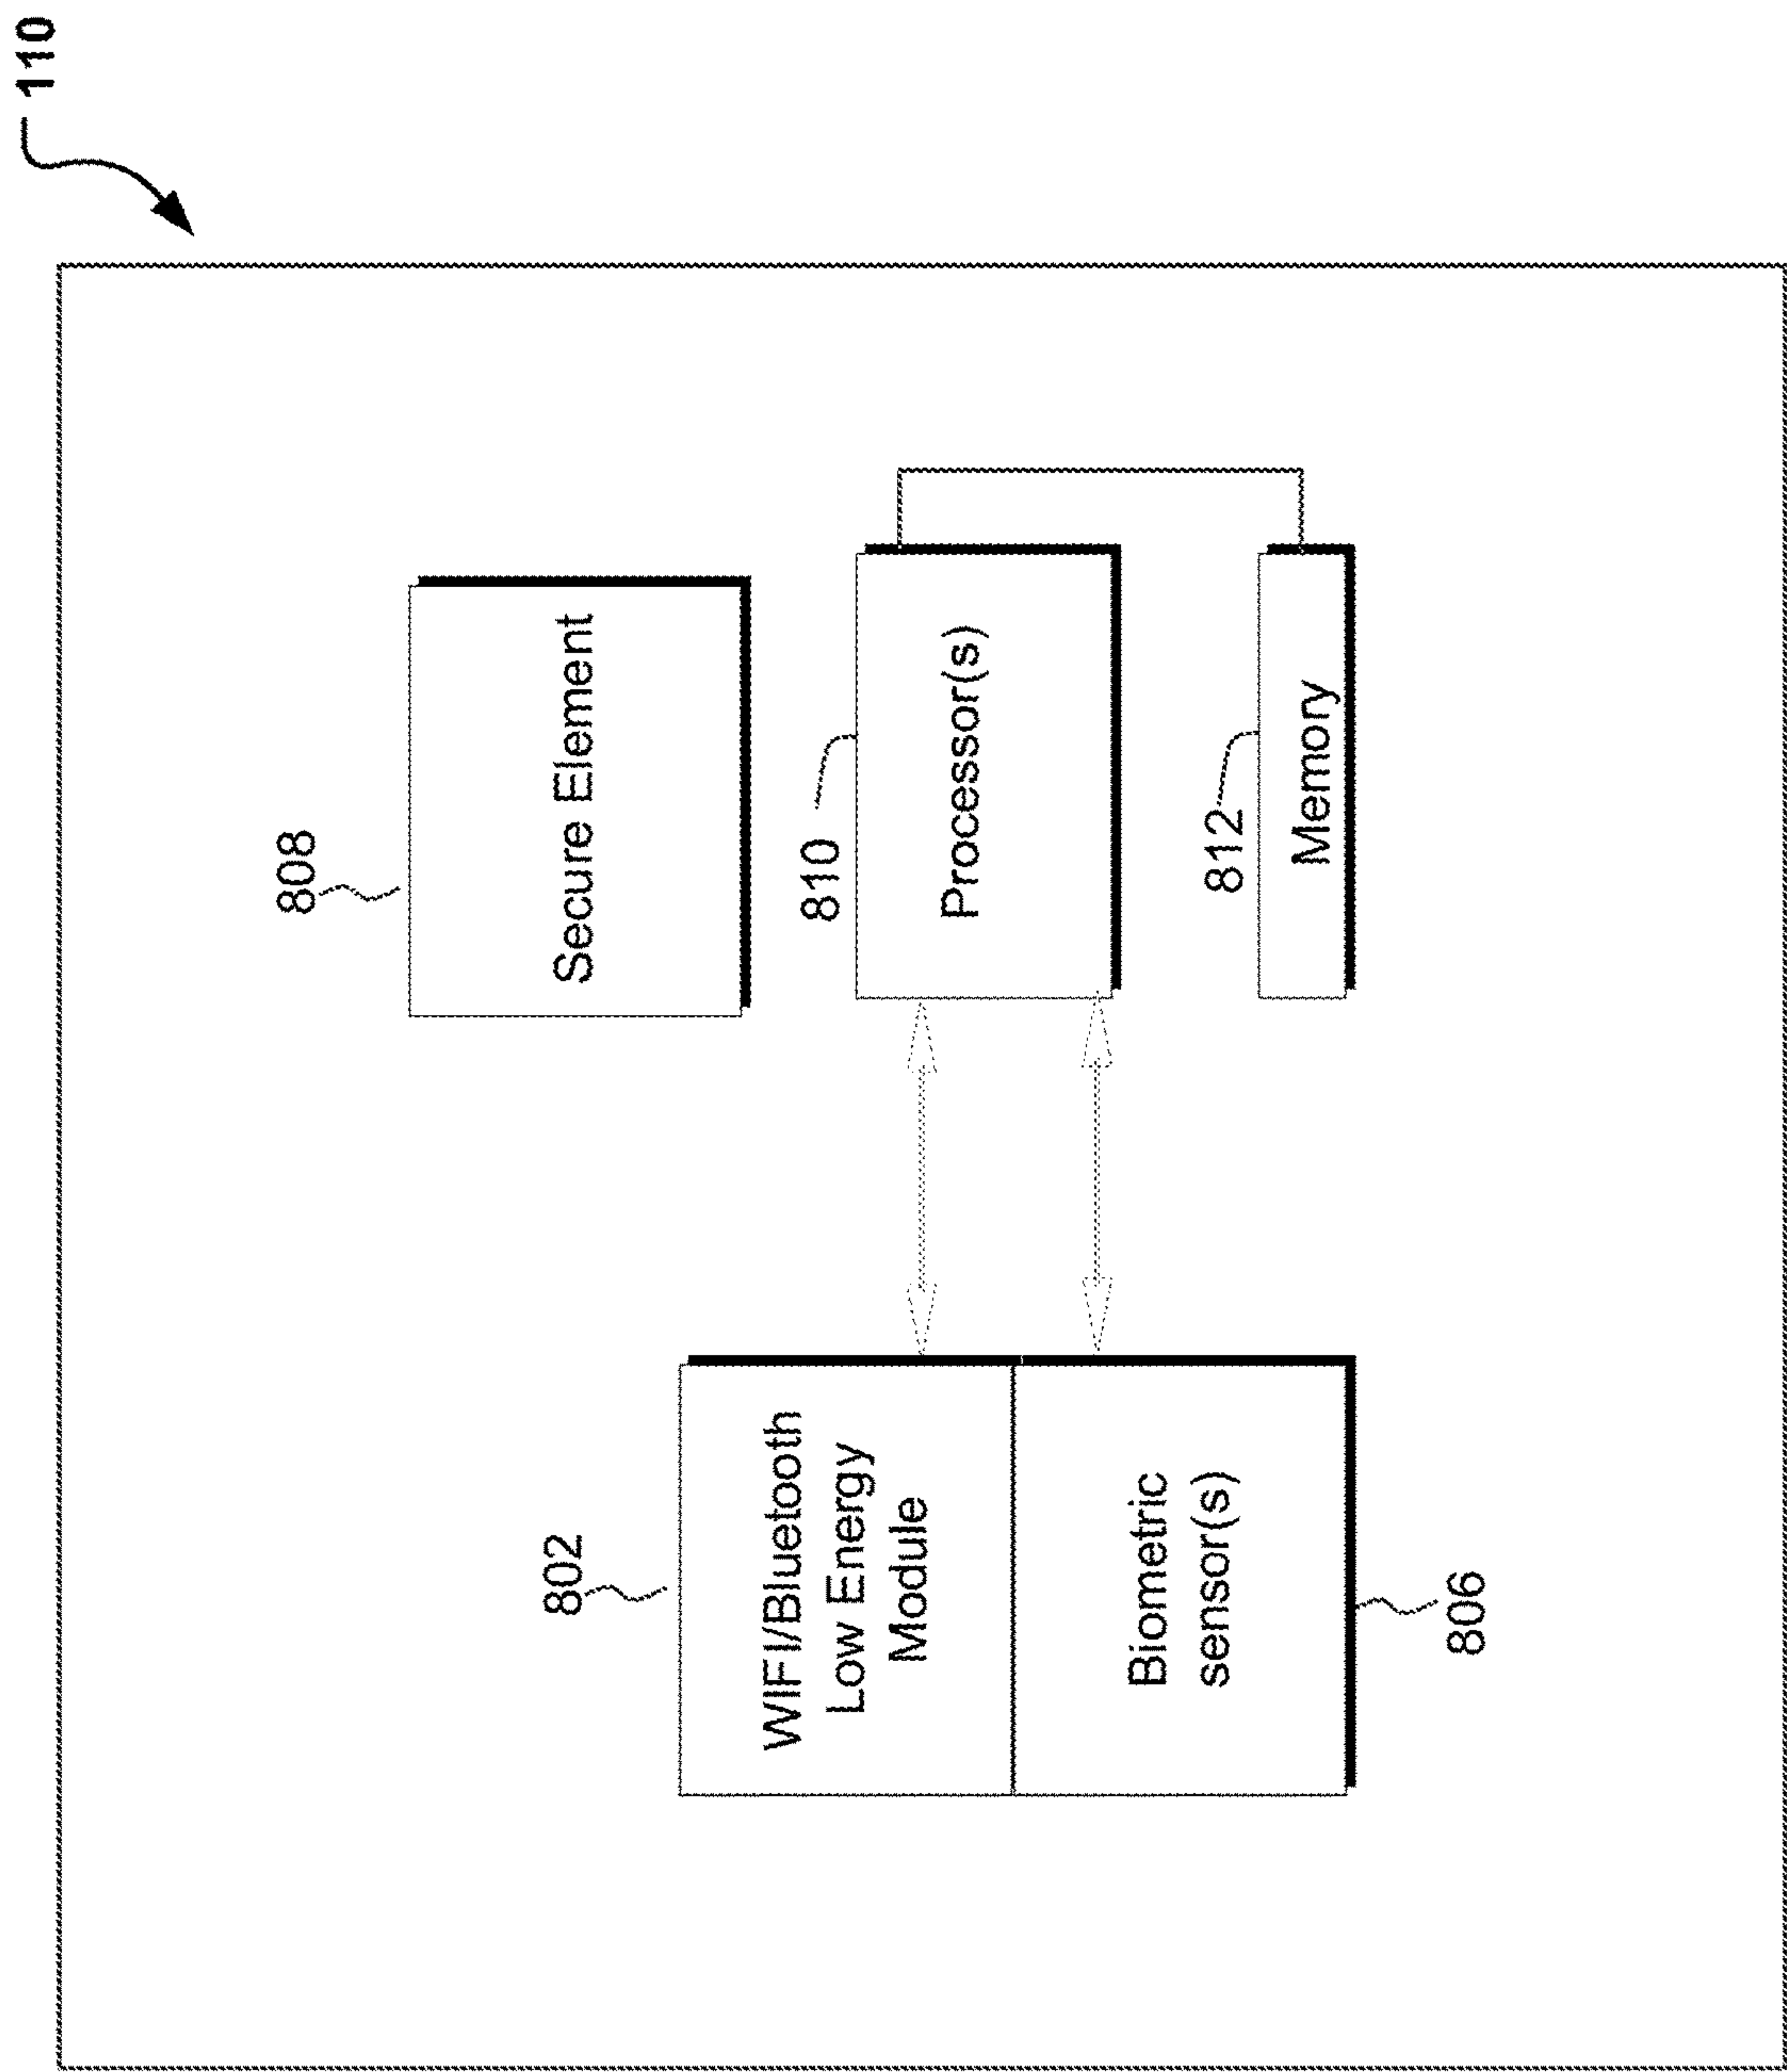 110
808
Secure Element
802
WIFI/Bluetooth
Low Energy
Module
810
Processor(s)
Biometric
sensor(s)
812
Memory
806